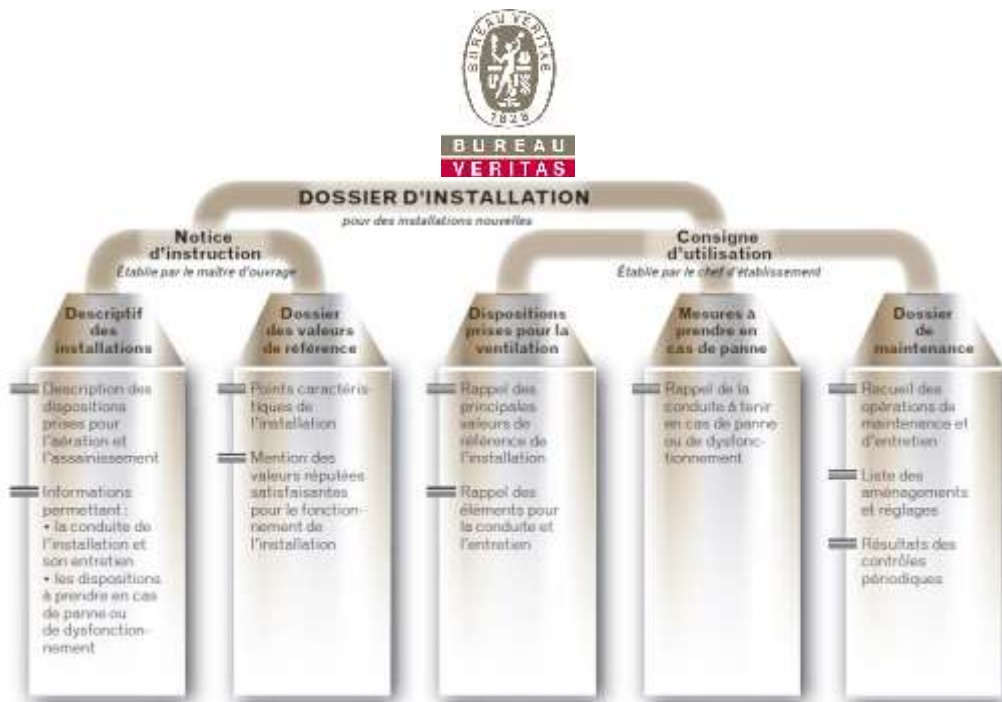 BUREAU VERITAS
1828
BUREAU
VERITAS
DOSSIER D'INSTALLATION
pour des installations nouvelles
Notice
d'instruction
Établie par le maître d'ouvrage
Consigne
d'utilisation
Établie par le chef d'établissement
Descriptif
des
installations
Description des
dispositions
prises pour
l'aération et
l'assainissement
Informations
permettant :
• la conduite de
l'installation et
son entretien
• les dispositions
à prendre en cas
de panne ou
de dysfonction-
nement
Dossier
des valeurs
de référence
Points caractéris-
tiques de
l'installation
Mention des
valeurs réputées
satisfaisantes
pour le fonction-
nement de
l'installation
Dispositions
prises pour la
ventilation
Rappel des
principales
valeurs de
référence de
l'installation
Rappel des
éléments pour
la conduite et
l'entretien
Mesures à
prendre en
cas de panne
Rappel de la
conduite à tenir
en cas de panne
ou de dysfonc-
tionnement
Dossier
de
maintenance
Recueil des
opérations de
maintenance et
d'entretien
Liste des
aménagements
et réglages
Résultats des
contrôles
périodiques